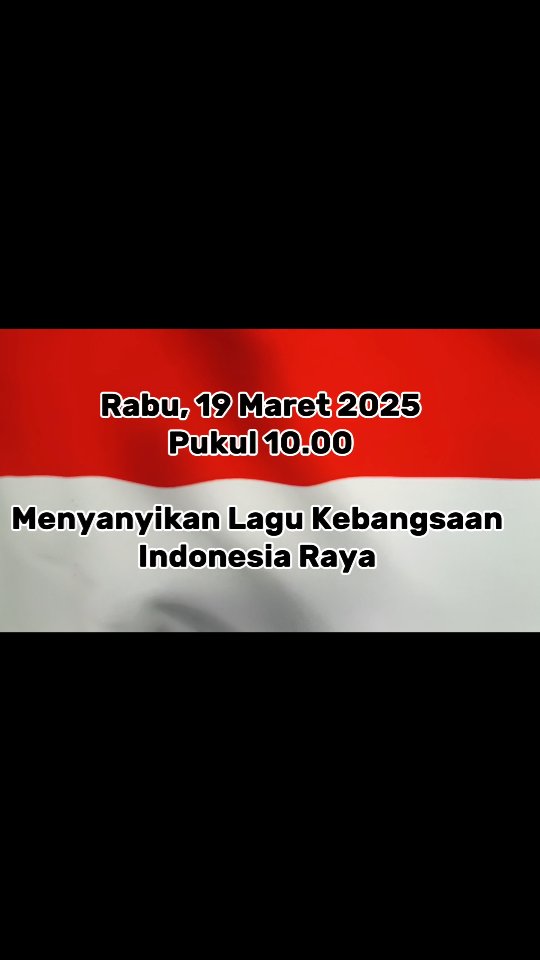 Rabu, 19 Maret 2025
Pukul 10.00
Menyanyikan Lagu Kebangsaan
Indonesia Raya